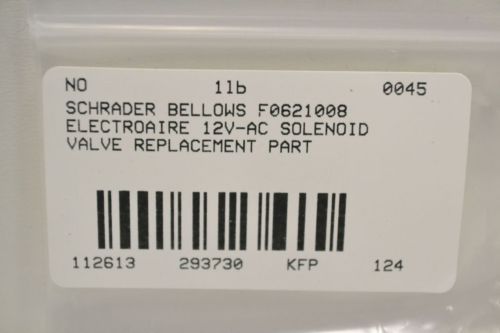 NO 1lb 0045
SCHRADER BELLOWS F0621008
ELECTROAIRE 12V-AC SOLENOID
VALVE REPLACEMENT PART
112613 293730 KFP 124